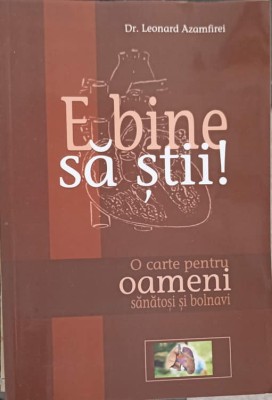 Dr. Leonard Azamfirei
E bine
să știi!
O carte pentru
oameni
sănătoși și bolnavi